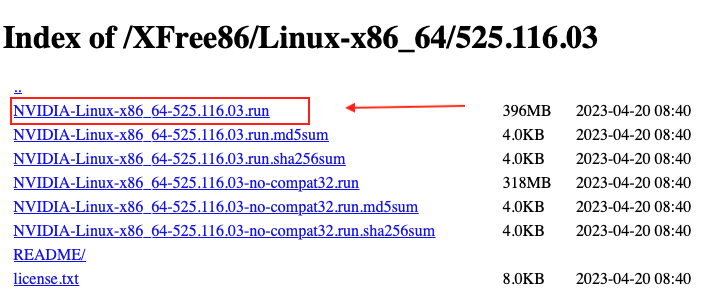 Index of /XFree86/Linux-x86_64/525.116.03
..
NVIDIA-Linux-x86_64-525.116.03.run 396MB 2023-04-20 08:40
NVIDIA-Linux-x86_64-525.116.03.run.md5sum 4.0KB 2023-04-20 08:40
NVIDIA-Linux-x86_64-525.116.03.run.sha256sum 4.0KB 2023-04-20 08:40
NVIDIA-Linux-x86_64-525.116.03-no-compat32.run 318MB 2023-04-20 08:40
NVIDIA-Linux-x86_64-525.116.03-no-compat32.run.md5sum 4.0KB 2023-04-20 08:40
NVIDIA-Linux-x86_64-525.116.03-no-compat32.run.sha256sum 4.0KB 2023-04-20 08:40
README/
license.txt 8.0KB 2023-04-20 08:40